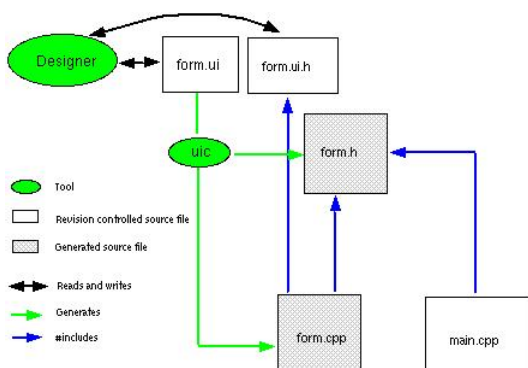 Designer
form.ui
form.ui.h
uic
form.h
Tool
Revision controlled source file
Generated source file
Reads and writes
Generates
#includes
form.cpp
main.cpp